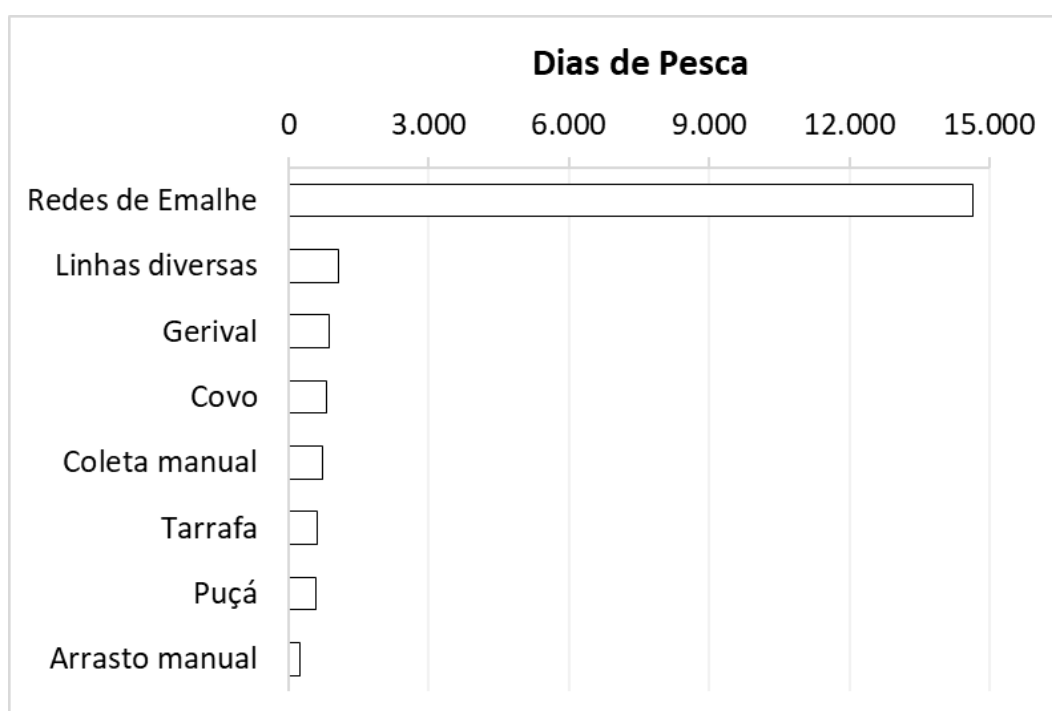 Dias de Pesca
0 3.000 6.000 9.000 12.000 15.000
Redes de Emalhe
Linhas diversas
Gerival
Covo
Coleta manual
Tarrafa
Puçá
Arrasto manual